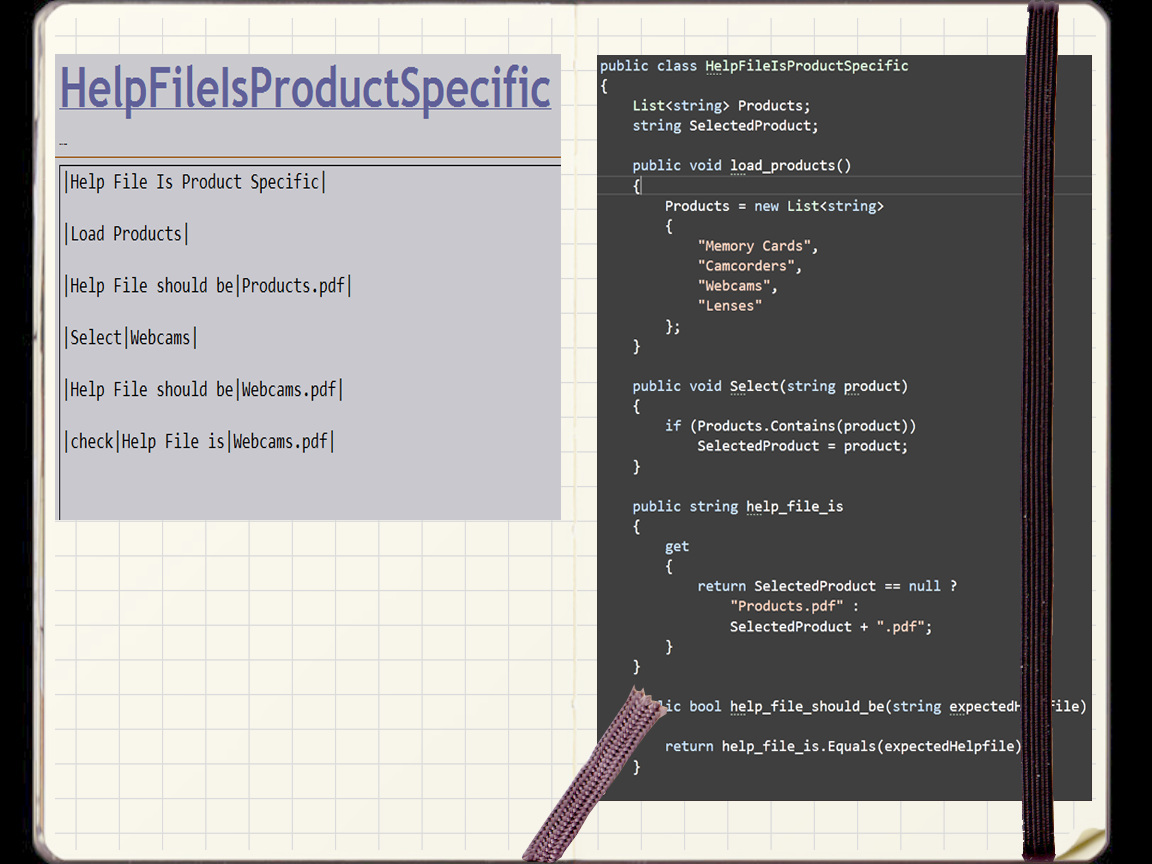 HelpFileIsProductSpecific
--
|Help File Is Product Specific|
|Load Products|
|Help File should be|Products.pdf|
|Select|Webcams|
|Help File should be|Webcams.pdf|
|check|Help File is|Webcams.pdf|
public class HelpFileIsProductSpecific
{
List<string> Products;
string SelectedProduct;
public void load_products()
{
Products = new List<string>
{
"Memory Cards",
"Camcorders",
"Webcams",
"Lenses"
};
}
public void Select(string product)
{
if (Products.Contains(product))
SelectedProduct = product;
}
public string help_file_is
{
get
{
return SelectedProduct == null ?
"Products.pdf" :
SelectedProduct + ".pdf";
}
}
bool help_file_should_be(string
return help_file_is.Equals(expectedHelpfile)
}